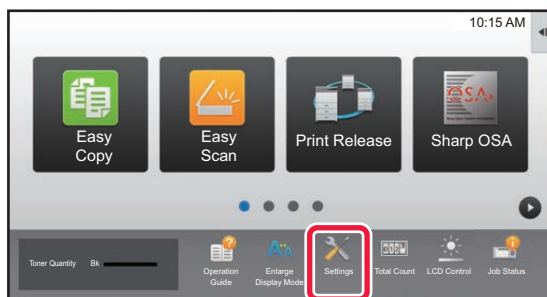 10:15 AM
Easy
Copy
Easy
Scan
Print Release
OSA
Sharp OSA
Toner Quantity Bk
Operation
Guide
Enlarge
Display Mode
Settings
Total Count
LCD Control
Job Status